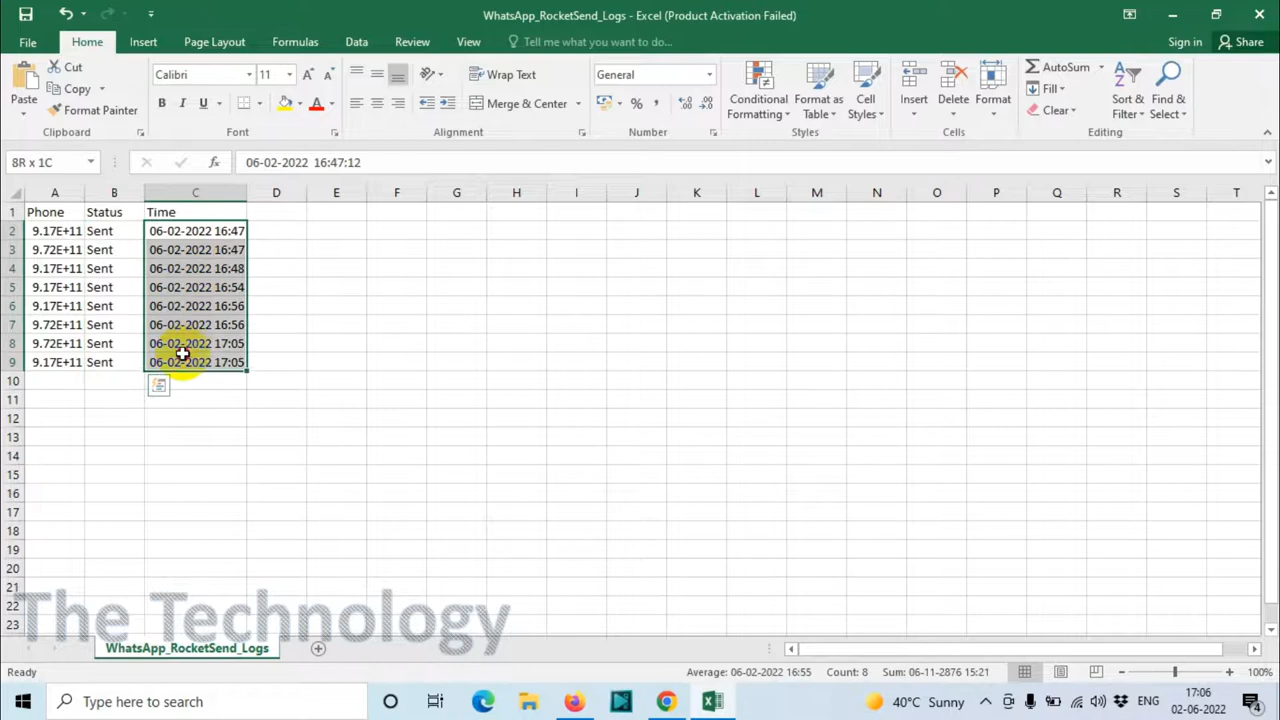 WhatsApp_RocketSend_Logs - Excel (Product Activation Failed)
File Home Insert Page Layout Formulas Data Review View Tell me what you want to do... Sign in Share
Paste Cut Copy Format Painter Clipboard
Calibri 11 B I U A Font
Wrap Text Merge & Center Alignment
General % , Number
Conditional Formatting Format as Table Cell Styles Styles
Insert Delete Format Cells
AutoSum Fill Clear Sort & Filter Find & Select Editing
8R x 1C fx 06-02-2022 16:47:12
A B C D E F G H I J K L M N O P Q R S T
1 Phone Status Time
2 9.17E+11 Sent 06-02-2022 16:47
3 9.72E+11 Sent 06-02-2022 16:47
4 9.17E+11 Sent 06-02-2022 16:48
5 9.17E+11 Sent 06-02-2022 16:54
6 9.17E+11 Sent 06-02-2022 16:56
7 9.72E+11 Sent 06-02-2022 16:56
8 9.72E+11 Sent 06-02-2022 17:05
9 9.17E+11 Sent 06-02-2022 17:05
10
11
12
13
14
15
16
17
18
19
20
21
22
23
The Technology
WhatsApp_RocketSend_Logs
Ready Average: 06-02-2022 16:55 Count: 8 Sum: 06-11-2876 15:21 100%
Type here to search 40°C Sunny ENG 17:06
02-06-2022 4